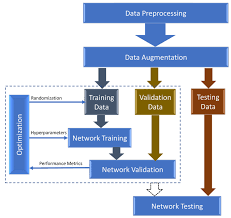 Data Preprocessing
Data Augmentation
Randomization
Training Data
Validation Data
Testing Data
Optimization
Hyperparameters
Network Training
Performance Metrics
Network Validation
Network Testing